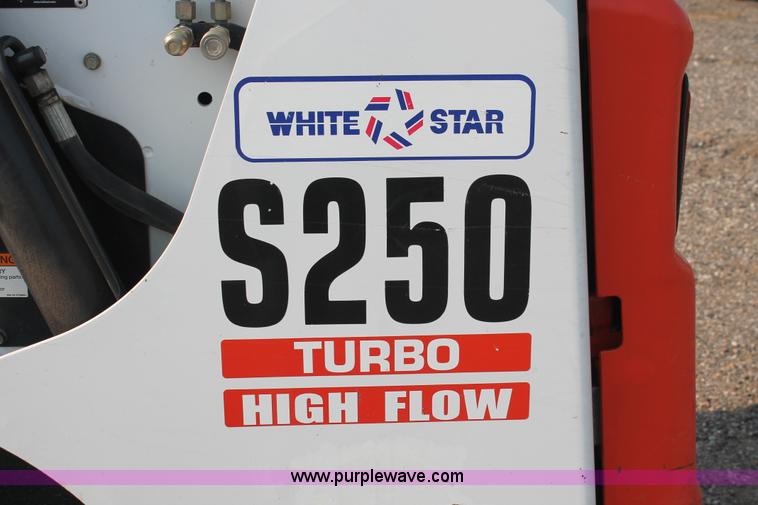 WHITE STAR
S250
TURBO
HIGH FLOW
www.purplewave.com